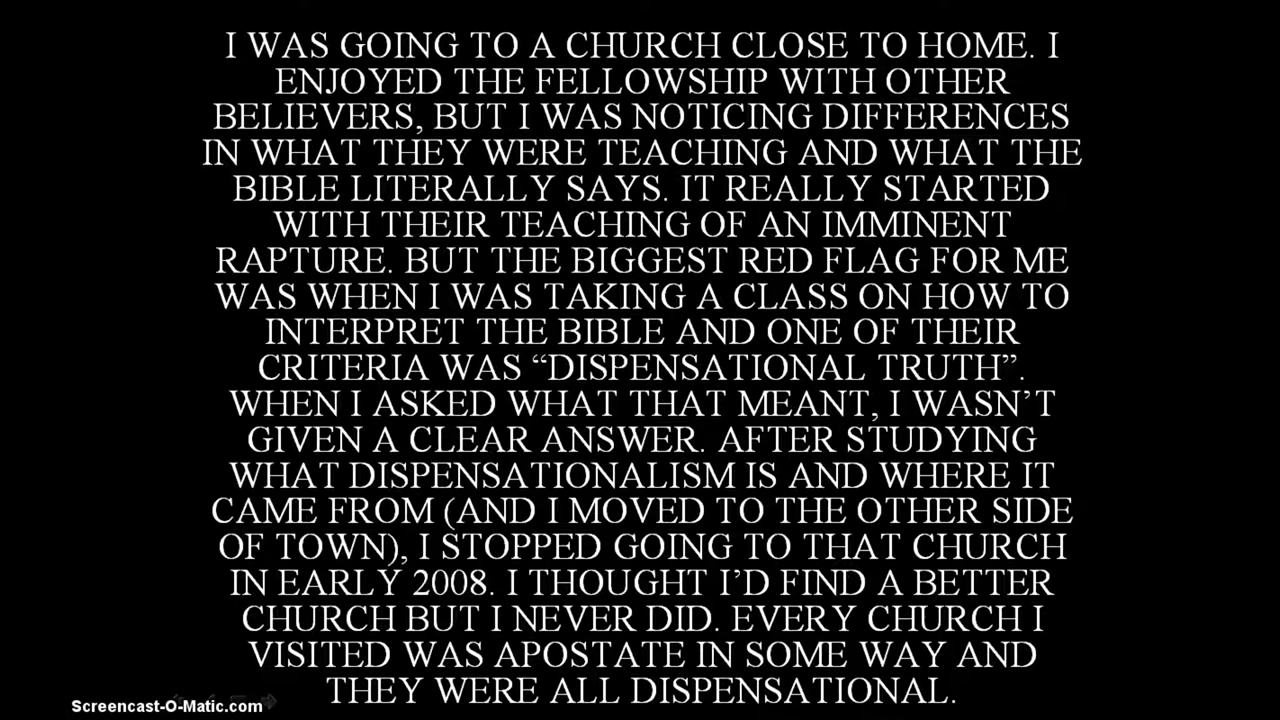 I WAS GOING TO A CHURCH CLOSE TO HOME. I
ENJOYED THE FELLOWSHIP WITH OTHER
BELIEVERS, BUT I WAS NOTICING DIFFERENCES
IN WHAT THEY WERE TEACHING AND WHAT THE
BIBLE LITERALLY SAYS. IT REALLY STARTED
WITH THEIR TEACHING OF AN IMMINENT
RAPTURE. BUT THE BIGGEST RED FLAG FOR ME
WAS WHEN I WAS TAKING A CLASS ON HOW TO
INTERPRET THE BIBLE AND ONE OF THEIR
CRITERIA WAS “DISPENSATIONAL TRUTH”.
WHEN I ASKED WHAT THAT MEANT, I WASN’T
GIVEN A CLEAR ANSWER. AFTER STUDYING
WHAT DISPENSATIONALISM IS AND WHERE IT
CAME FROM (AND I MOVED TO THE OTHER SIDE
OF TOWN), I STOPPED GOING TO THAT CHURCH
IN EARLY 2008. I THOUGHT I’D FIND A BETTER
CHURCH BUT I NEVER DID. EVERY CHURCH I
VISITED WAS APOSTATE IN SOME WAY AND
THEY WERE ALL DISPENSATIONAL.
Screencast-O-Matic.com